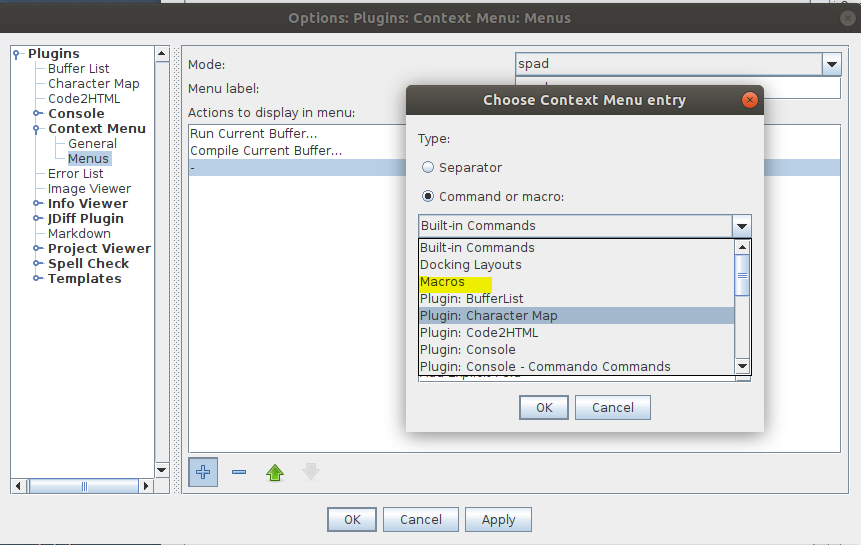 Options: Plugins: Context Menu: Menus
Plugins
Buffer List
Character Map
Code2HTML
Console
Context Menu
General
Menus
Error List
Image Viewer
Info Viewer
JDiff Plugin
Markdown
Project Viewer
Spell Check
Templates
Mode:
spad
Menu label:
Actions to display in menu:
Run Current Buffer...
Compile Current Buffer...
-
Choose Context Menu entry
Type:
Separator
Command or macro:
Built-in Commands
Built-in Commands
Docking Layouts
Macros
Plugin: BufferList
Plugin: Character Map
Plugin: Code2HTML
Plugin: Console
Plugin: Console - Commando Commands
OK
Cancel
OK
Cancel
Apply